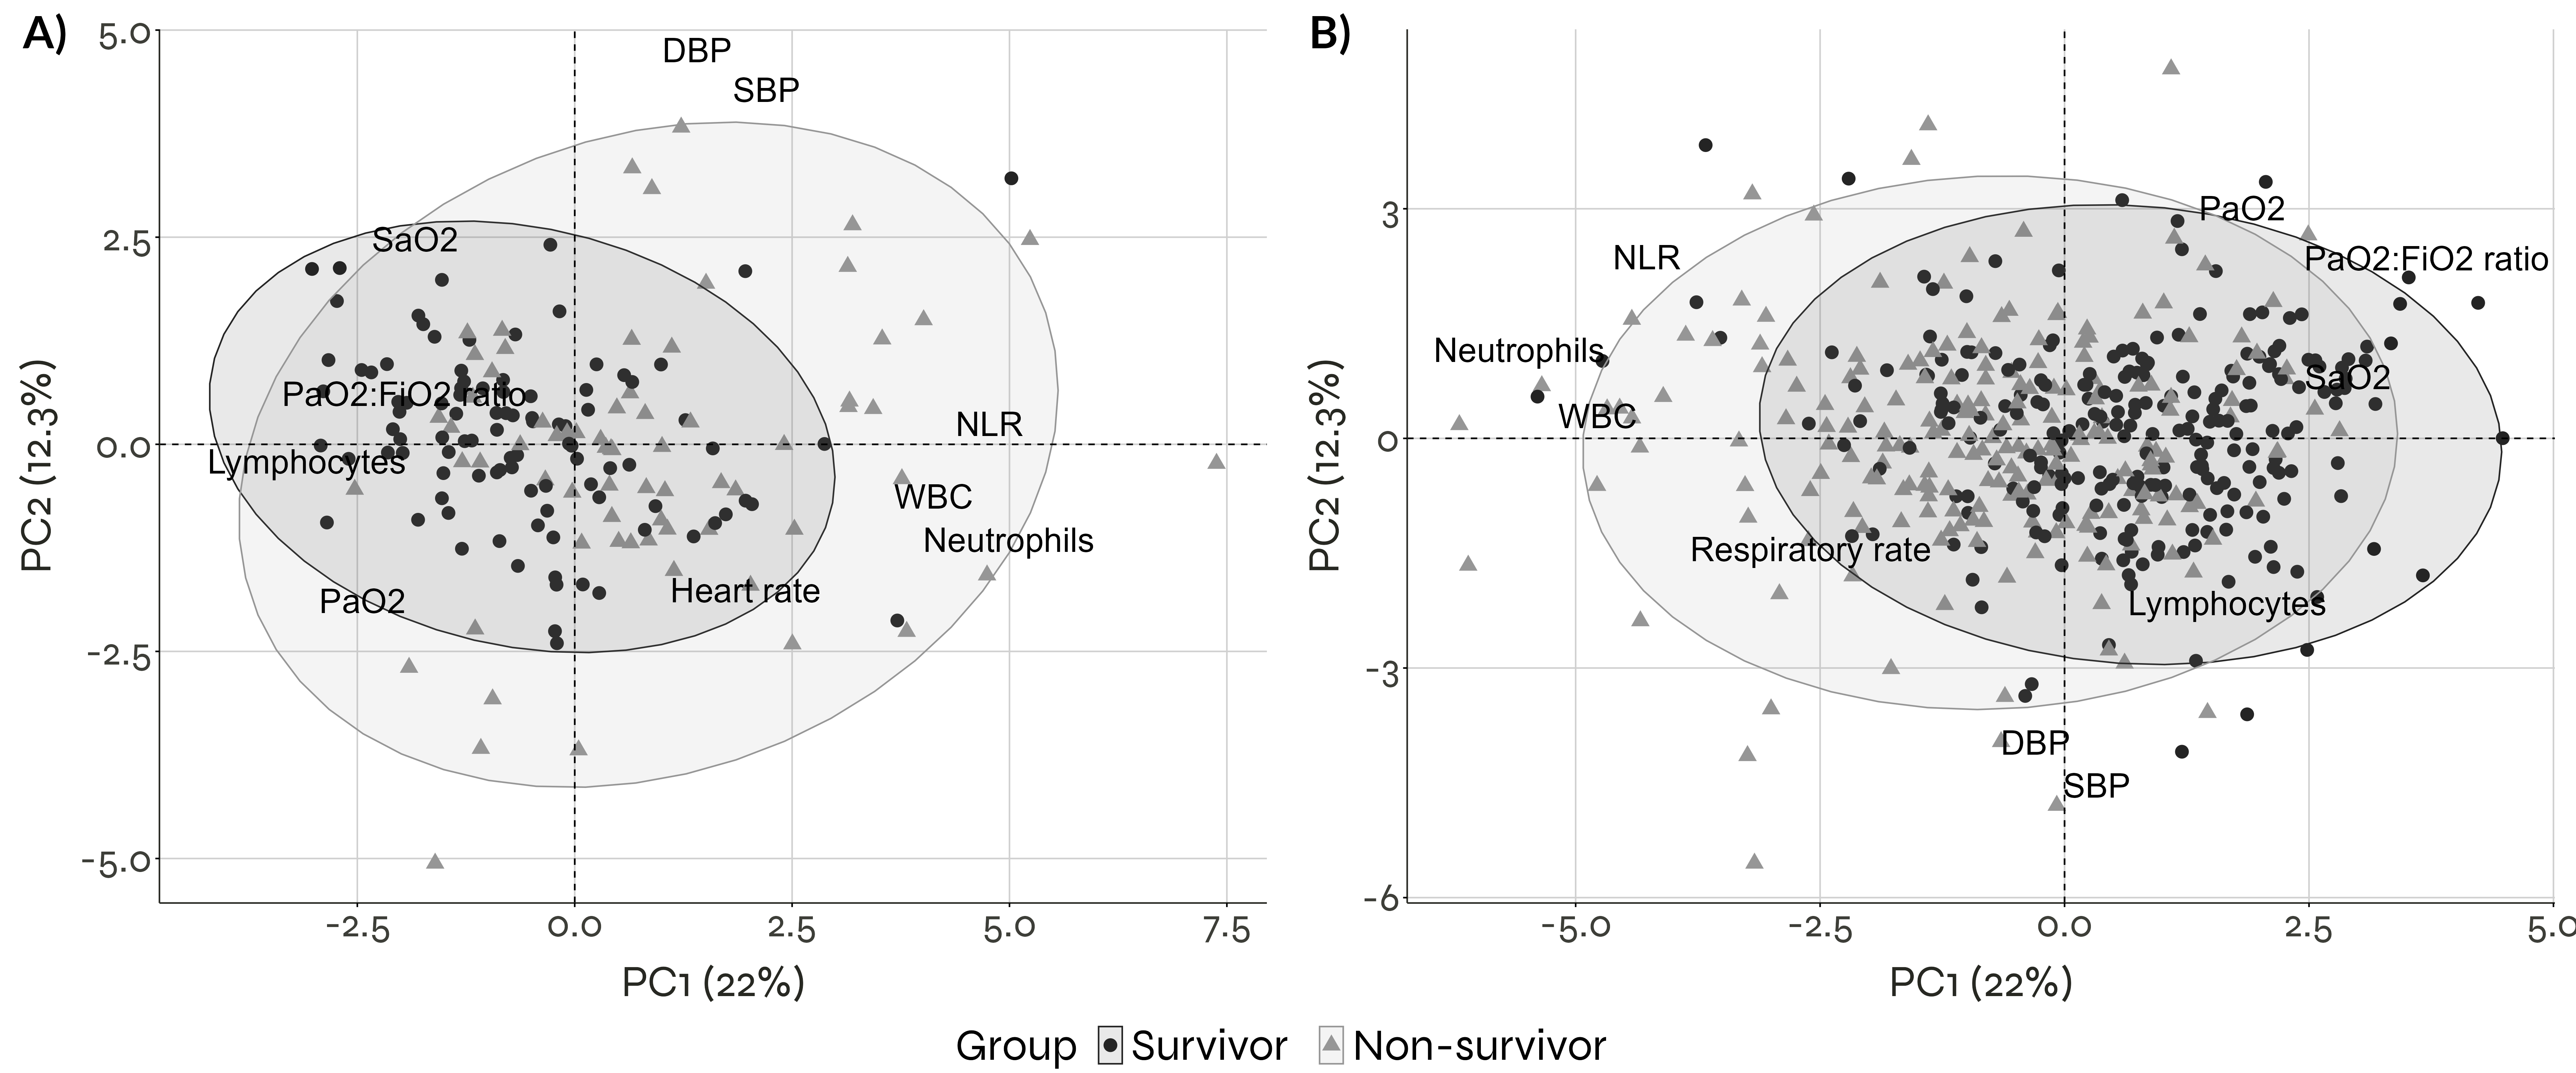 A)
5.0
2.5
0.0
-2.5
-5.0
PC2 (12.3%)
DBP
SBP
SaO2
PaO2:FiO2 ratio
NLR
Lymphocytes
WBC
Neutrophils
Heart rate
PaO2
-2.5 0.0 2.5 5.0 7.5
PC1 (22%)
B)
3
0
-3
-6
PC2 (12.3%)
PaO2
NLR
PaO2:FiO2 ratio
Neutrophils
SaO2
WBC
Respiratory rate
Lymphocytes
DBP
SBP
-5.0 -2.5 0.0 2.5 5.0
PC1 (22%)
Group Survivor Non-survivor